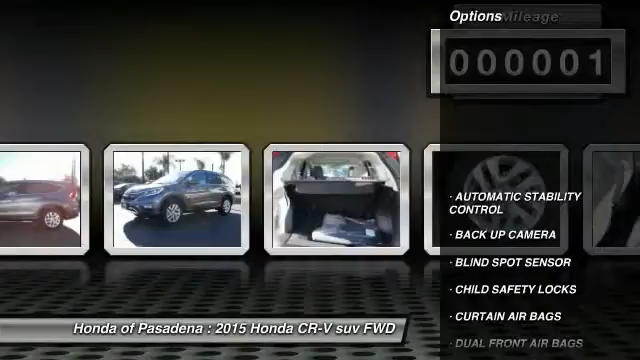 Options Mileage
000001
· AUTOMATIC STABILITY
CONTROL
· BACK UP CAMERA
· BLIND SPOT SENSOR
· CHILD SAFETY LOCKS
· CURTAIN AIR BAGS
· DUAL FRONT AIR BAGS
Honda of Pasadena : 2015 Honda CR-V suv FWD